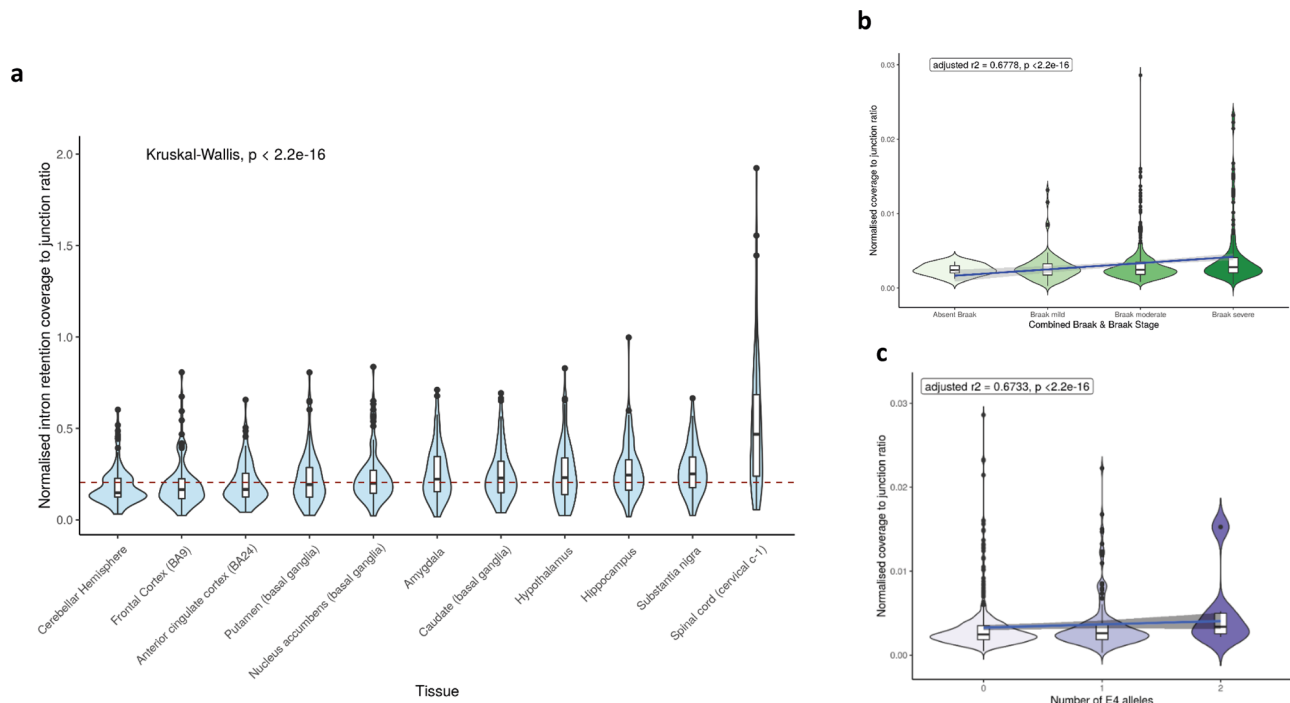 a
Kruskal-Wallis, p < 2.2e-16
Normalised intron retention coverage to junction ratio
2.0
1.5
1.0
0.5
0.0
Cerebellar Hemisphere
Frontal Cortex (BA9)
Anterior cingulate cortex (BA24)
Putamen (basal ganglia)
Nucleus accumbens (basal ganglia)
Amygdala
Caudate (basal ganglia)
Hypothalamus
Hippocampus
Substantia nigra
Spinal cord (cervical c-1)
Tissue
b
adjusted r2 = 0.6778, p <2.2e-16
Normalised coverage to junction ratio
0.03
0.02
0.01
0.00
Absent Braak
Braak mild
Braak moderate
Braak severe
Combined Braak & Braak Stage
c
adjusted r2 = 0.6733, p <2.2e-16
Normalised coverage to junction ratio
0.03
0.02
0.01
0.00
0
1
2
Number of E4 alleles